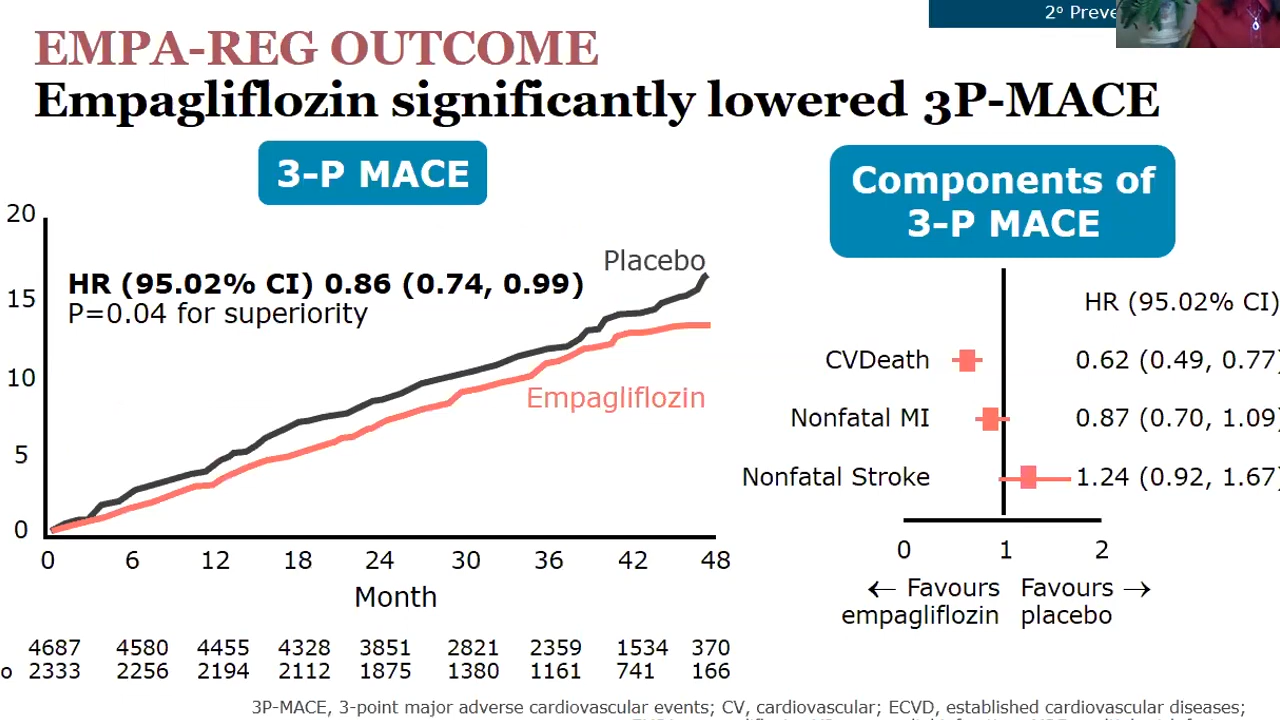 2º Preve
EMPA-REG OUTCOME
Empagliflozin significantly lowered 3P-MACE
3-P MACE
Components of
3-P MACE
20
15
10
5
0
HR (95.02% CI) 0.86 (0.74, 0.99)
P=0.04 for superiority
Placebo
Empagliflozin
0 6 12 18 24 30 36 42 48
Month
4687 4580 4455 4328 3851 2821 2359 1534 370
o 2333 2256 2194 2112 1875 1380 1161 741 166
HR (95.02% CI)
CVDeath 0.62 (0.49, 0.77)
Nonfatal MI 0.87 (0.70, 1.09)
Nonfatal Stroke 1.24 (0.92, 1.67)
0 1 2
← Favours Favours →
empagliflozin placebo
3P-MACE, 3-point major adverse cardiovascular events; CV, cardiovascular; ECVD, established cardiovascular diseases;